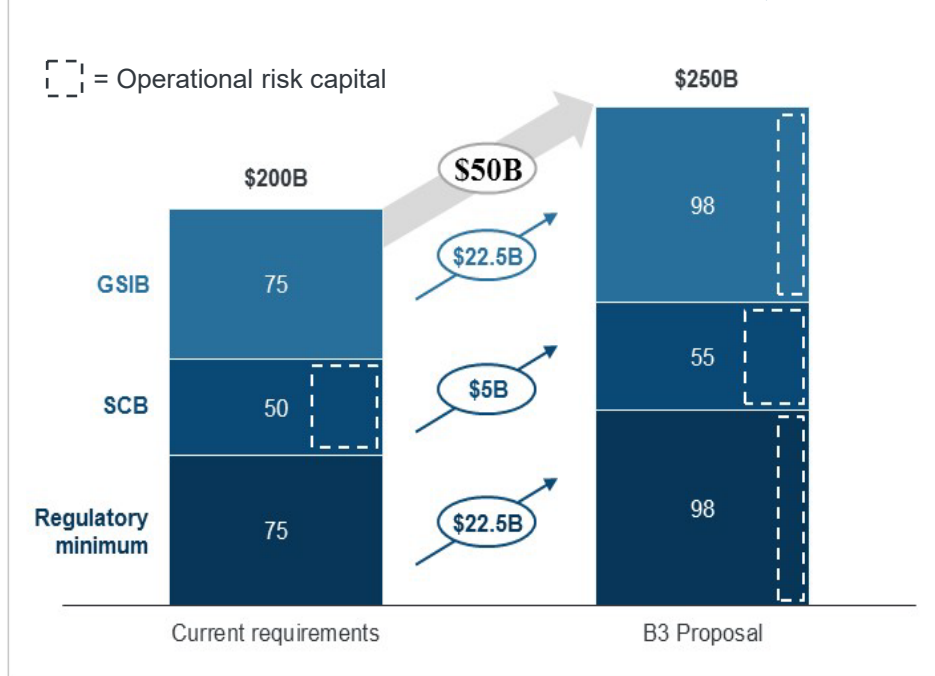 = Operational risk capital
$250B
$200B
$50B
98
$22.5B
GSIB
75
55
SCB
50
$5B
Regulatory
minimum
75
$22.5B
98
Current requirements
B3 Proposal